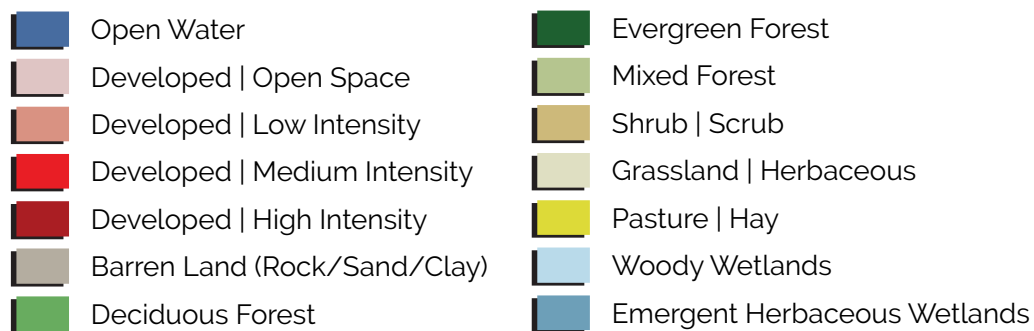 Open Water
Developed | Open Space
Developed | Low Intensity
Developed | Medium Intensity
Developed | High Intensity
Barren Land (Rock/Sand/Clay)
Deciduous Forest
Evergreen Forest
Mixed Forest
Shrub | Scrub
Grassland | Herbaceous
Pasture | Hay
Woody Wetlands
Emergent Herbaceous Wetlands